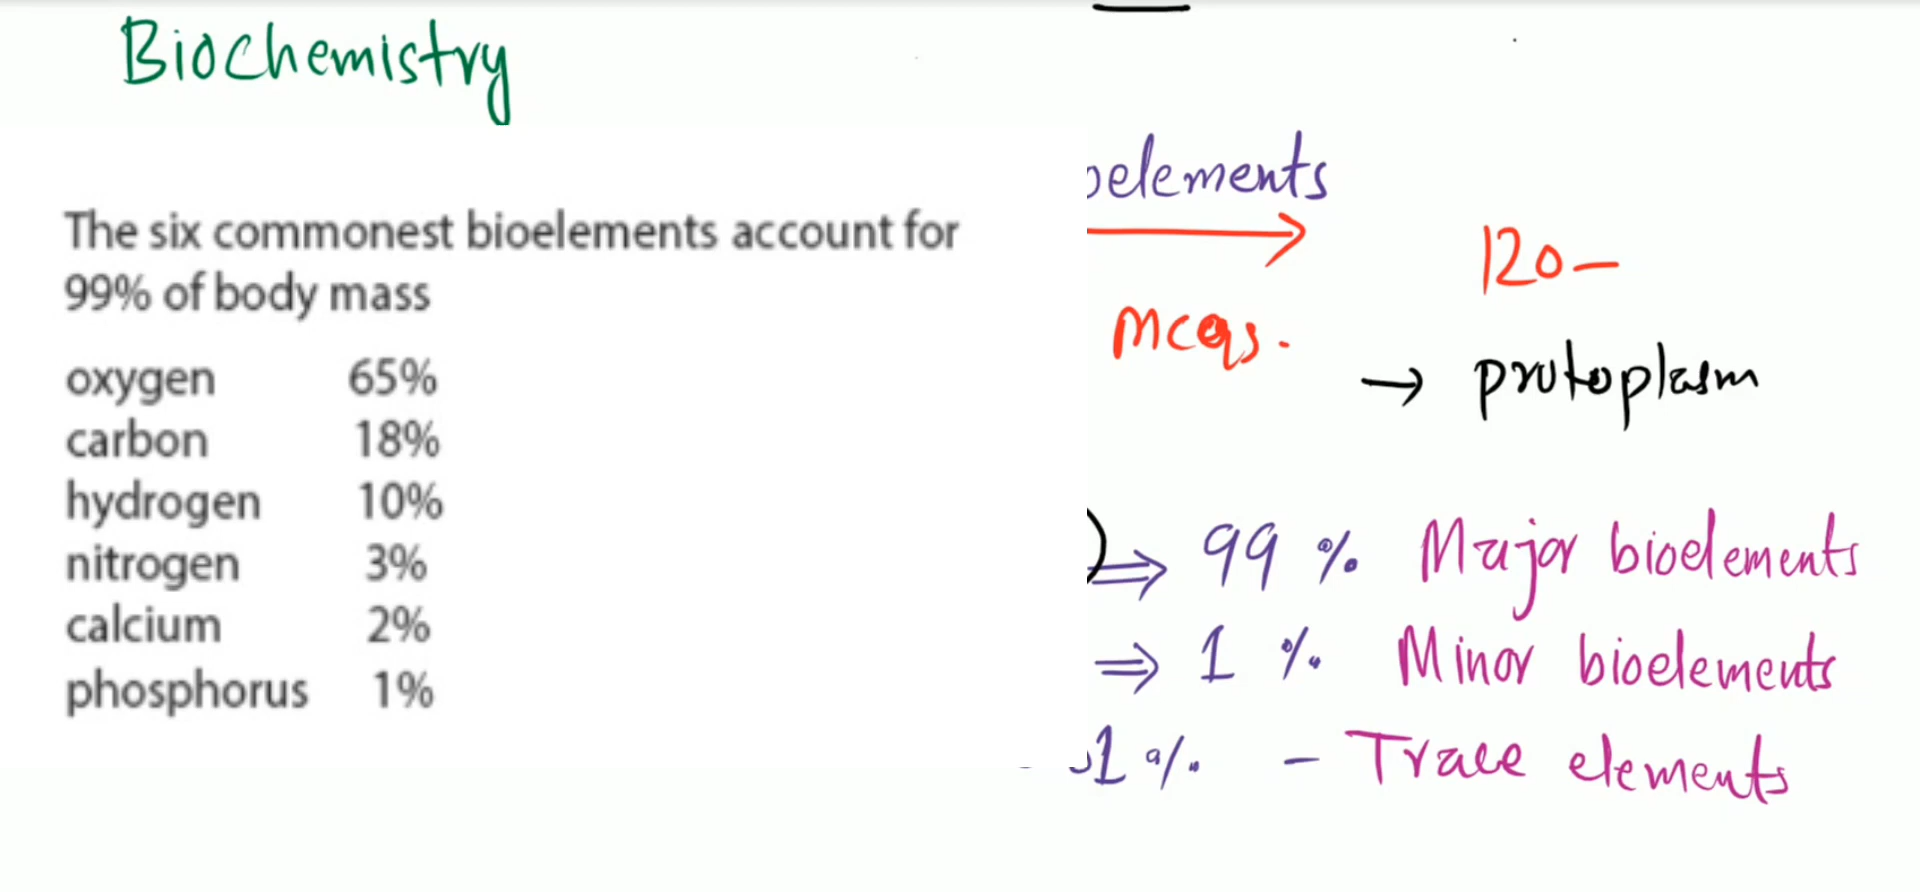 Biochemistry
The six commonest bioelements account for
99% of body mass
oxygen 65%
carbon 18%
hydrogen 10%
nitrogen 3%
calcium 2%
phosphorus 1%
oelements
120—
MCQs.
→ protoplasm
) ⇒ 99 % Major bioelements
⇒ 1 % Minor bioelements
1 % - Trace elements